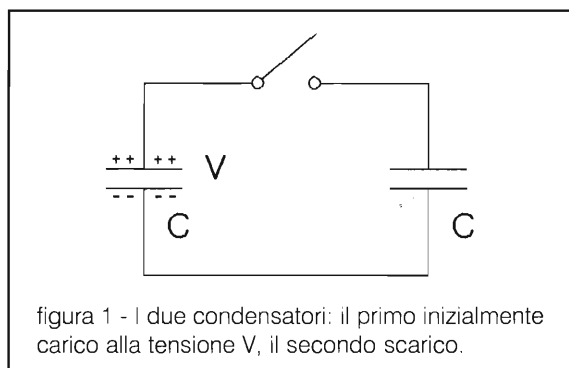 ++ ++
V
-- --
C
C
figura 1 - I due condensatori: il primo inizialmente
carico alla tensione V, il secondo scarico.